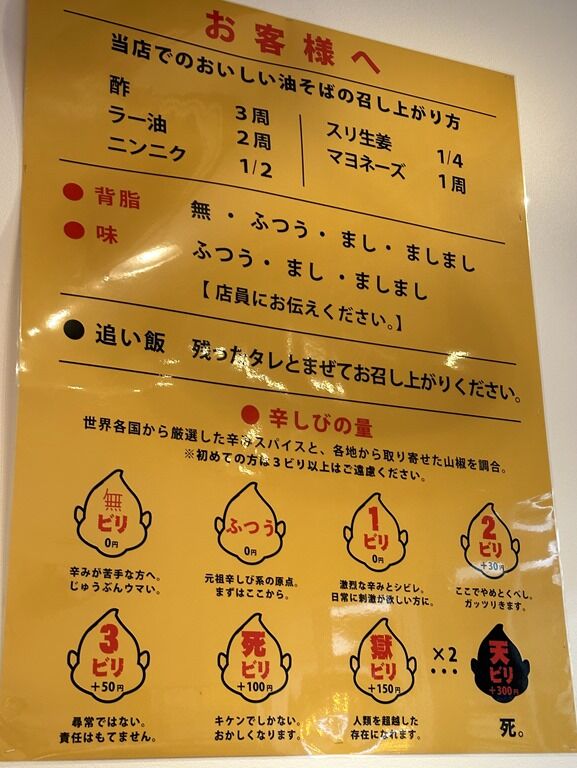 お客様へ
当店でのおいしい油そばの召し上がり方
酢 3周
ラー油 2周
ニンニク 1/2
スリ生姜 1/4
マヨネーズ 1周
● 背脂 無・ふつう・まし・ましまし
● 味 ふつう・まし・ましまし
【店員にお伝えください。】
● 追い飯 残ったタレとまぜてお召し上がりください。
● 辛しびの量
世界各国から厳選した辛みスパイスと、各地から取り寄せた山椒を調合。
※初めての方は3ビリ以上はご遠慮ください。
無
ビリ
0円
辛みが苦手な方へ。
じゅうぶんウマい。
ふつう
0円
元祖辛しび系の原点。
まずはここから。
1
ビリ
0円
激烈な辛みとシビレ。
日常に刺激が欲しい方に。
2
ビリ
+30円
ここでやめとくべし。
ガッツリきます。
3
ビリ
+50円
尋常ではない。
責任はもてません。
死
ビリ
+100円
キケンでしかない。
おかしくなります。
獄
ビリ
+150円
人類を超越した
存在になれます。
×2
…
天
ビリ
+300円
死。